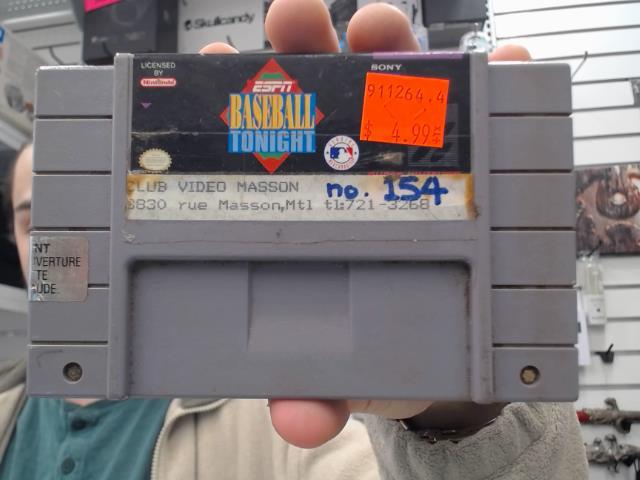 Skullcandy
LICENSED
BY
Nintendo
SONY
ESPN
BASEBALL
TONIGHT
911264.4
$ 4.99
CLUB VIDEO MASSON no. 154
3830 rue Masson,Mtl tl:721-3268
NT
VERTURE
TE
UDE.